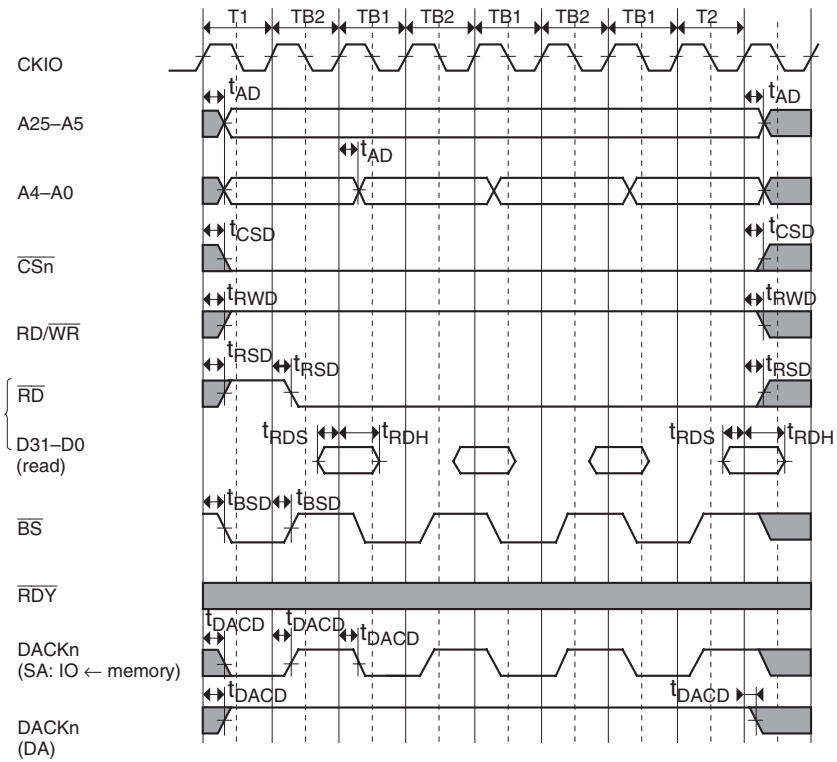 T1 TB2 TB1 TB2 TB1 TB2 TB1 T2
CKIO
tAD tAD
A25–A5
tAD
A4–A0
tCSD tCSD
CSn
tRWD tRWD
RD/WR
tRSD tRSD tRSD
RD
tRDS tRDH tRDS tRDH
D31–D0
(read)
tBSD tBSD
BS
RDY
tDACD tDACD tDACD
DACKn
(SA: IO ← memory)
tDACD tDACD
DACKn
(DA)